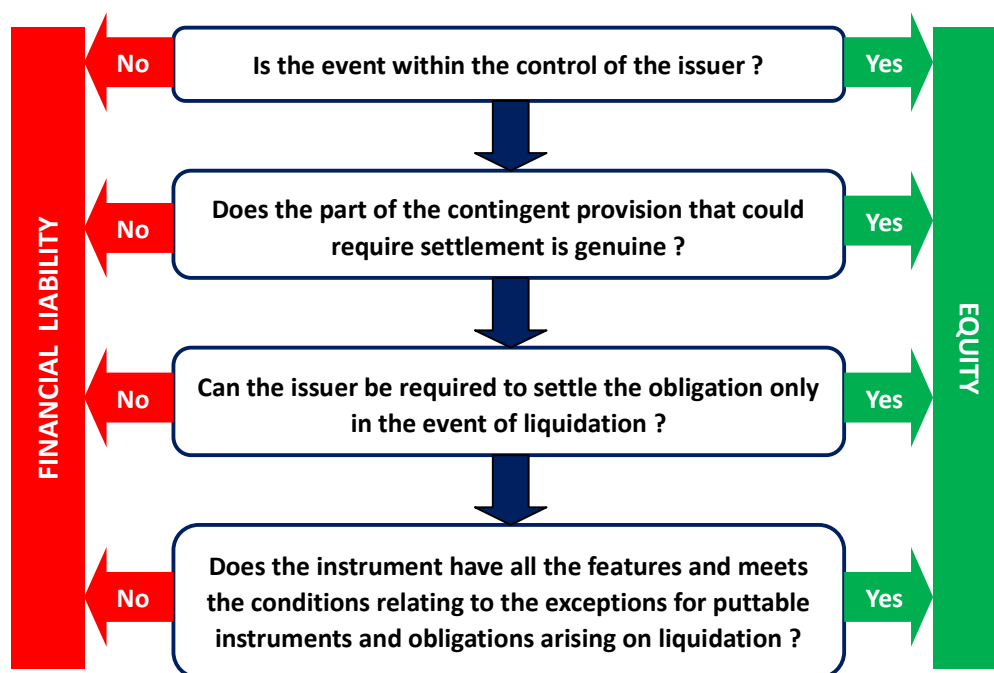 No
Is the event within the control of the issuer ?
Yes
No
Does the part of the contingent provision that could
require settlement is genuine ?
Yes
FINANCIAL LIABILITY
EQUITY
No
Can the issuer be required to settle the obligation only
in the event of liquidation ?
Yes
No
Does the instrument have all the features and meets
the conditions relating to the exceptions for puttable
instruments and obligations arising on liquidation ?
Yes